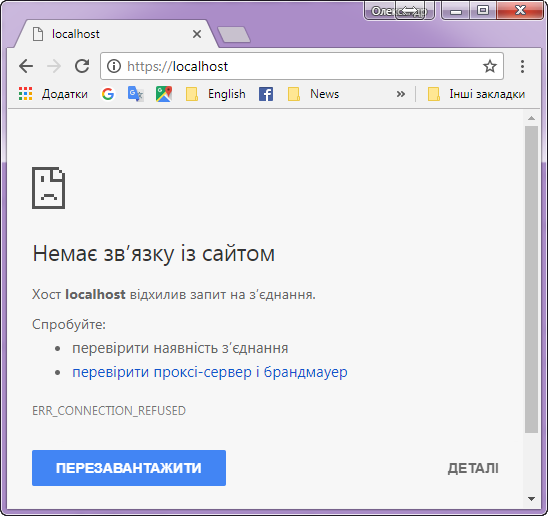 Олександр
localhost
https://localhost
Додатки English News » Інші закладки
Немає зв'язку із сайтом
Хост localhost відхилив запит на з'єднання.
Спробуйте:
• перевірити наявність з'єднання
• перевірити проксі-сервер і брандмауер
ERR_CONNECTION_REFUSED
ПЕРЕЗАВАНТАЖИТИ ДЕТАЛІ